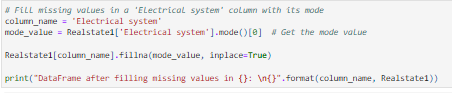 # Fill missing values in a 'Electrical system' column with its mode
column_name = 'Electrical system'
mode_value = Realstate1['Electrical system'].mode()[0]  # Get the mode value
Realstate1[column_name].fillna(mode_value, inplace=True)
print("DataFrame after filling missing values in {}: \n{}".format(column_name, Realstate1))